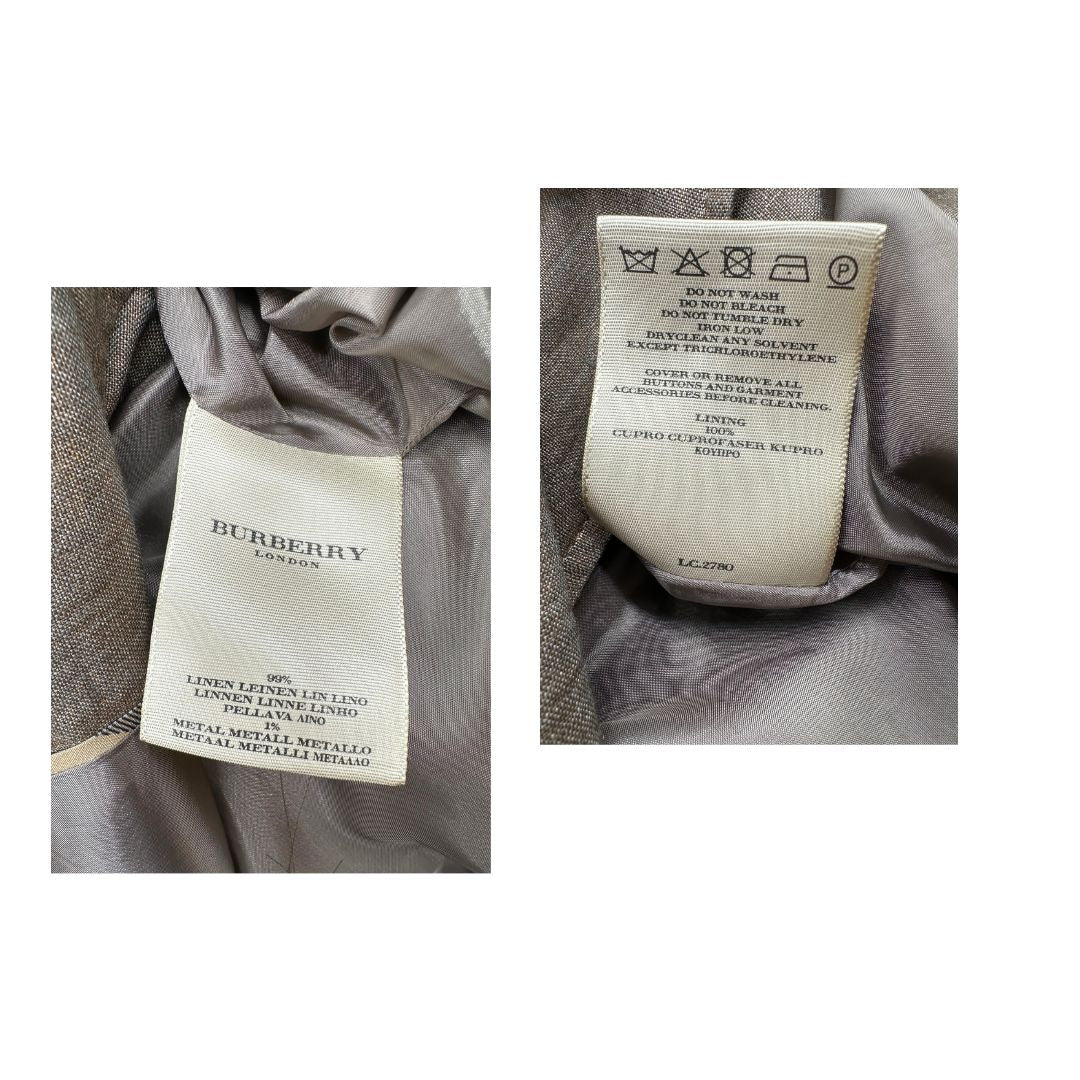 BURBERRY
LONDON
99%
LINEN LEINEN LIN LINO
LINNEN LINNE LINHO
PELLAVA ΛΙΝΟ
1%
METAL METALL METALLO
METAAL METALLI ΜΕΤΑΛΛΟ
P
DO NOT WASH
DO NOT BLEACH
DO NOT TUMBLE DRY
IRON LOW
DRYCLEAN ANY SOLVENT
EXCEPT TRICHLOROETHYLENE
COVER OR REMOVE ALL
BUTTONS AND GARMENT
ACCESSORIES BEFORE CLEANING.
LINING
100%
CUPRO CUPROFASER KUPRO
ΚΟΥΠΡΟ
LC.2780